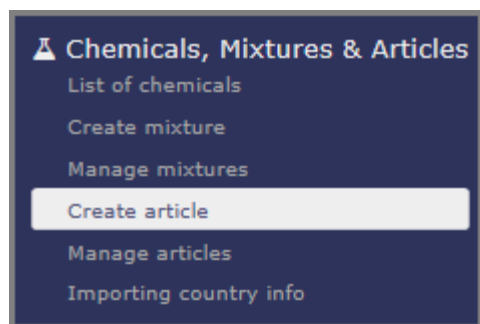 Chemicals, Mixtures & Articles
List of chemicals
Create mixture
Manage mixtures
Create article
Manage articles
Importing country info